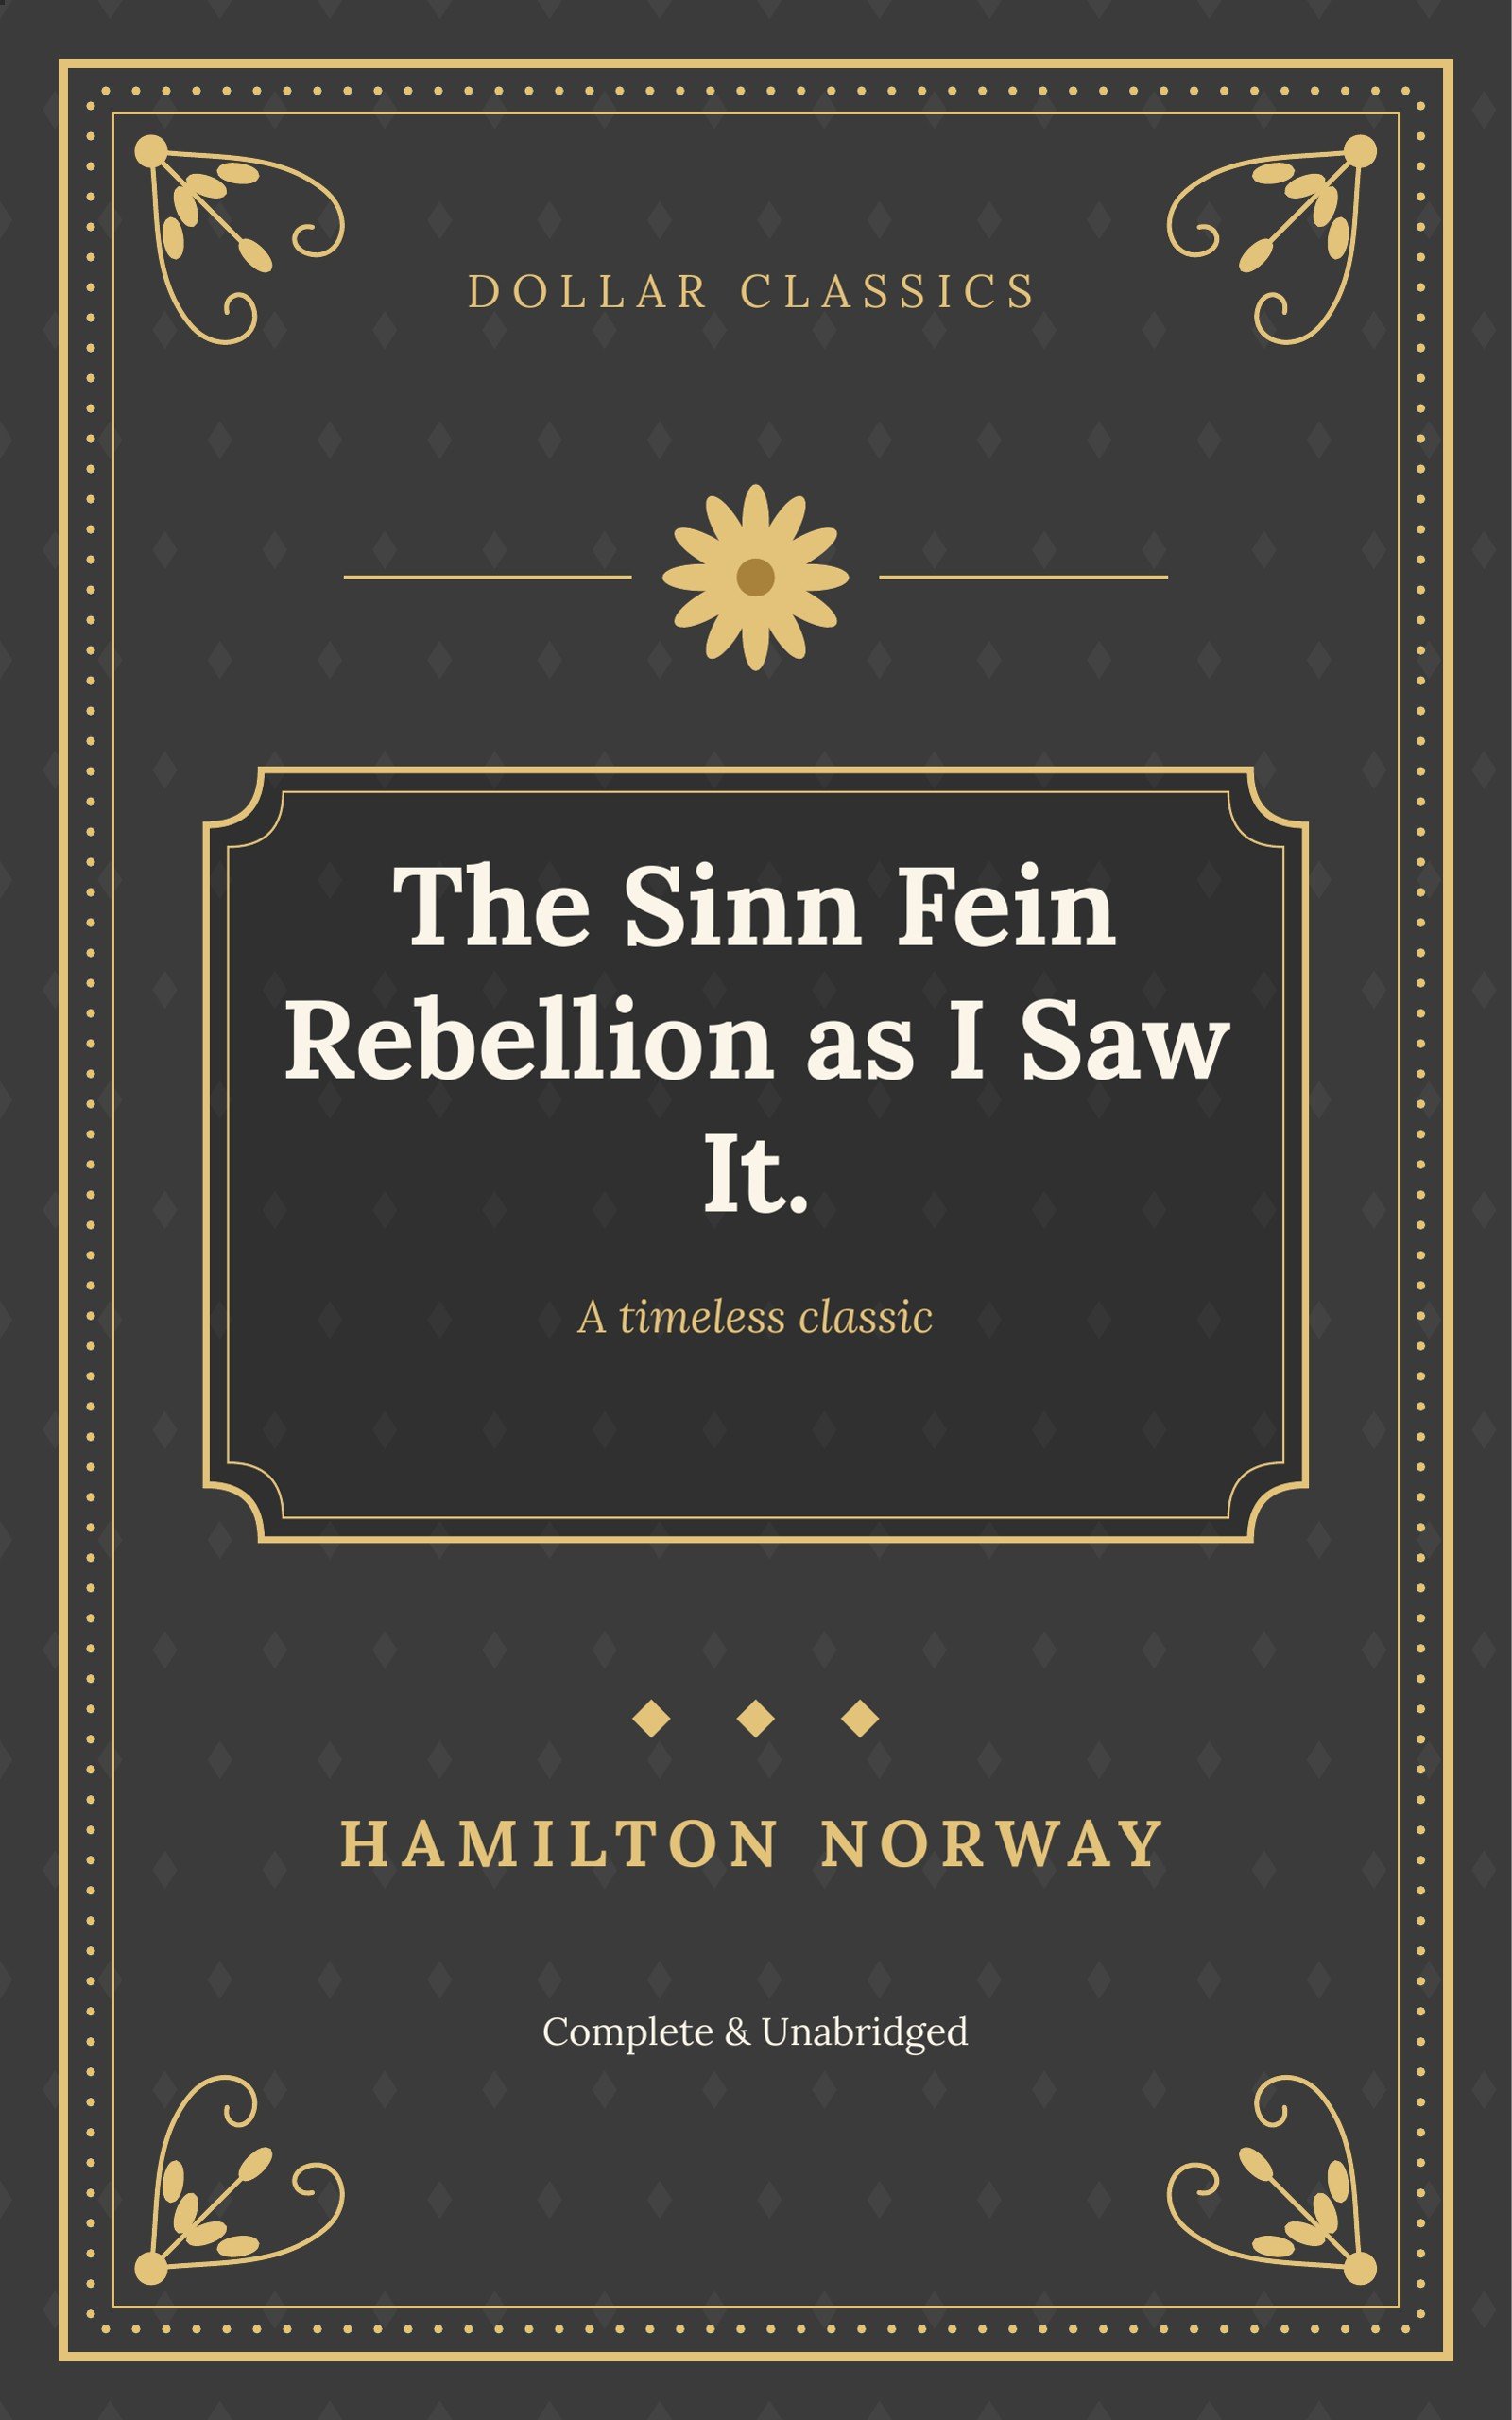 DOLLAR CLASSICS
The Sinn Fein
Rebellion as I Saw
It.
A timeless classic
HAMILTON NORWAY
Complete & Unabridged